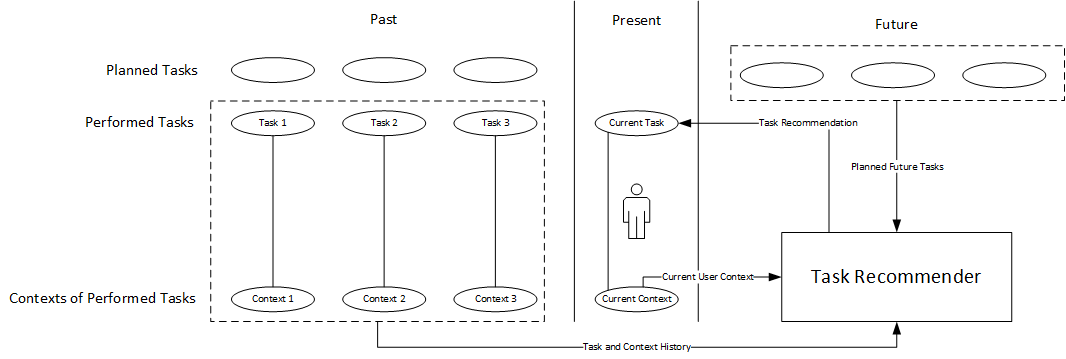 Past
Present
Future
Planned Tasks
Performed Tasks
Task 1
Task 2
Task 3
Current Task
Task Recommendation
Planned Future Tasks
Current User Context
Task Recommender
Contexts of Performed Tasks
Context 1
Context 2
Context 3
Current Context
Task and Context History